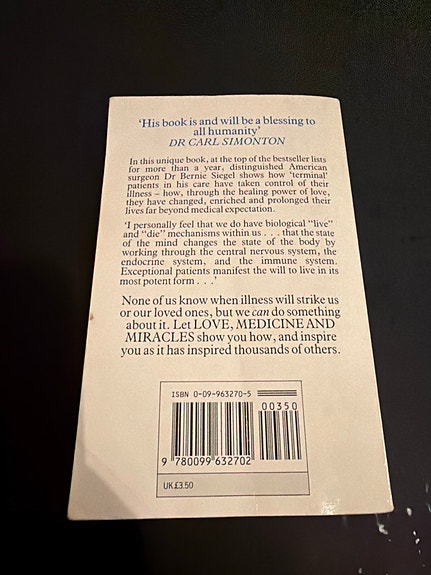 'His book is and will be a blessing to
all humanity'
DR CARL SIMONTON
In this unique book, at the top of the bestseller lists
for more than a year, distinguished American
surgeon Dr Bernie Siegel shows how 'terminal'
patients in his care have taken control of their
illness – how, through the healing power of love,
they have changed, enriched and prolonged their
lives far beyond medical expectation.
'I personally feel that we do have biological "live"
and "die" mechanisms within us . . . that the state
of the mind changes the state of the body by
working through the central nervous system, the
endocrine system, and the immune system.
Exceptional patients manifest the will to live in its
most potent form . . .'
None of us know when illness will strike us
or our loved ones, but we can do something
about it. Let LOVE, MEDICINE AND
MIRACLES show you how, and inspire
you as it has inspired thousands of others.
ISBN 0-09-963270-5
00350
9 780099 632702
UK £3.50